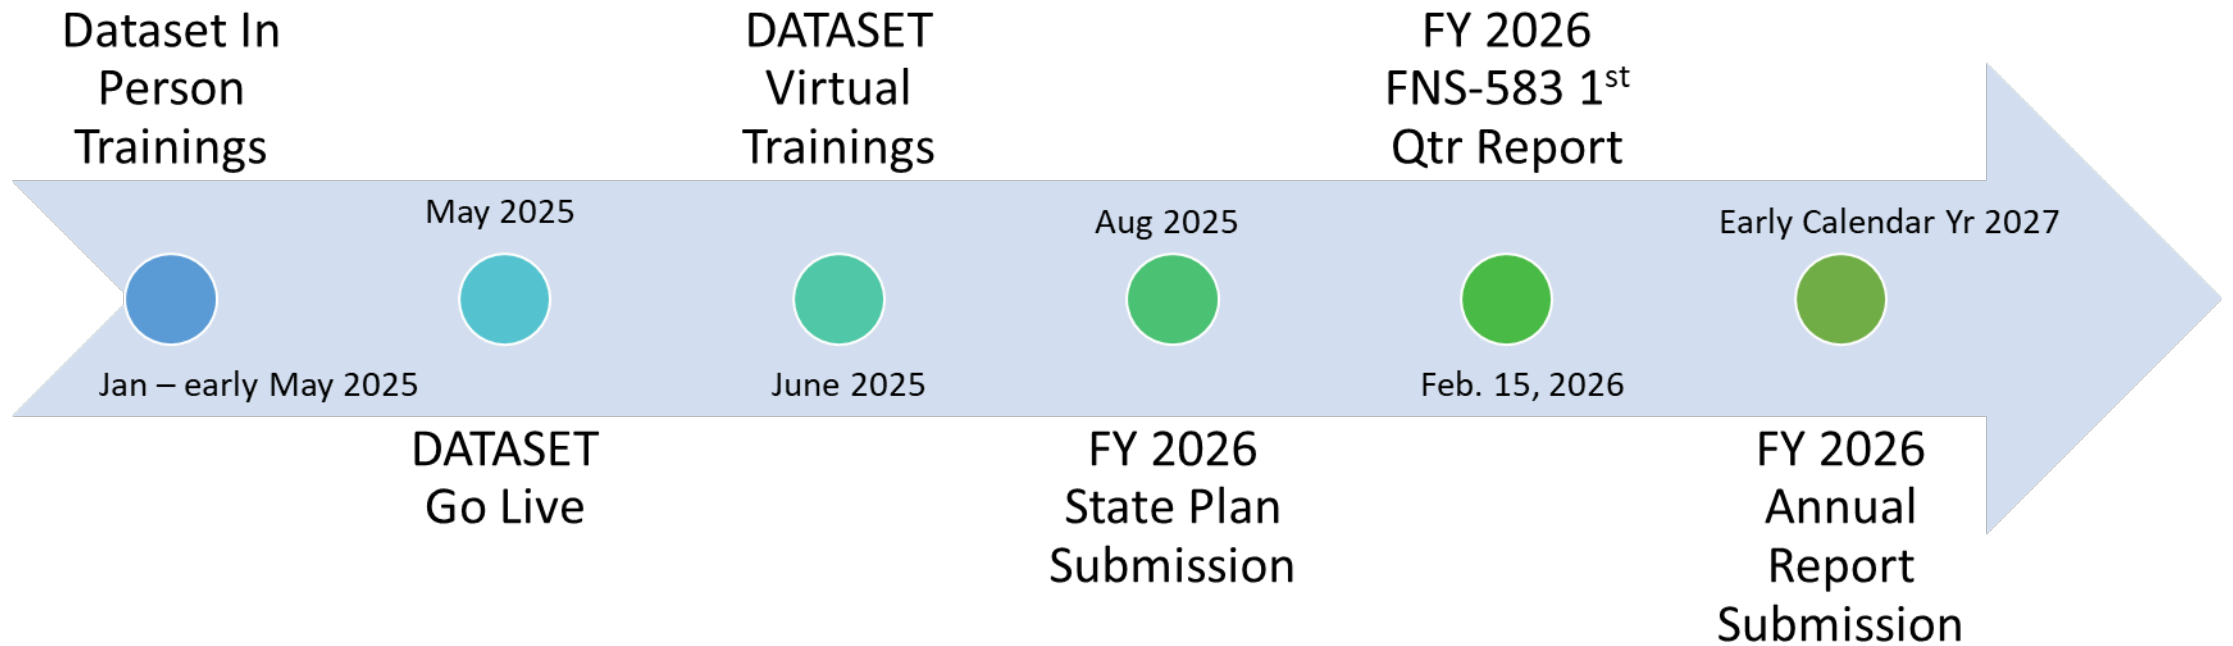 Dataset In
Person
Trainings
Jan – early May 2025
May 2025
DATASET
Go Live
DATASET
Virtual
Trainings
June 2025
Aug 2025
FY 2026
State Plan
Submission
FY 2026
FNS-583 1st
Qtr Report
Feb. 15, 2026
Early Calendar Yr 2027
FY 2026
Annual
Report
Submission